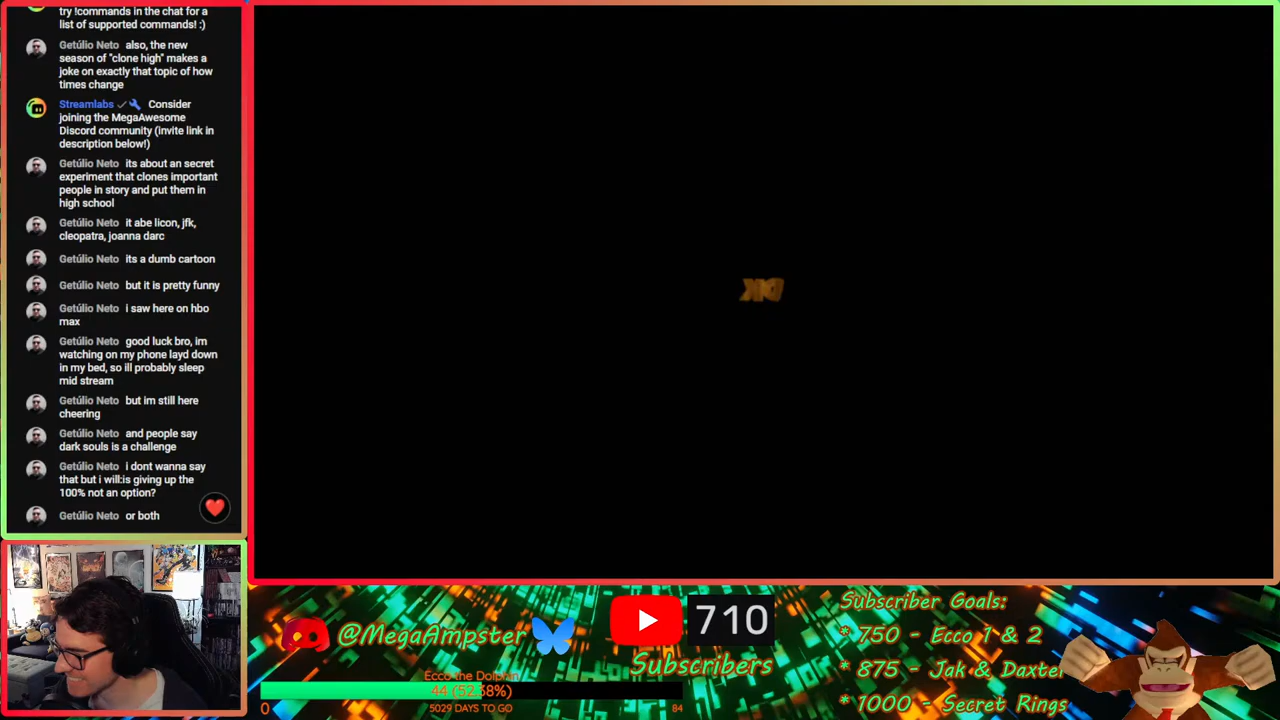 try !commands in the chat for a
list of supported commands! :)
Getúlio Neto also, the new
season of "clone high" makes a
joke on exactly that topic of how
times change
Streamlabs Consider
joining the MegaAwesome
Discord community (invite link in
description below!)
Getúlio Neto its about an secret
experiment that clones important
people in story and put them in
high school
Getúlio Neto it abe licon, jfk,
cleopatra, joanna darc
Getúlio Neto its a dumb cartoon
Getúlio Neto but it is pretty funny
Getúlio Neto i saw here on hbo
max
Getúlio Neto good luck bro, im
watching on my phone layd down
in my bed, so ill probably sleep
mid stream
Getúlio Neto but im still here
cheering
Getúlio Neto and people say
dark souls is a challenge
Getúlio Neto i dont wanna say
that but i will:is giving up the
100% not an option?
Getúlio Neto or both
DK
@MegaAmpster
710
Subscribers
Ecco the Dolphin
44 (52.38%)
0
5029 DAYS TO GO
84
Subscriber Goals:
* 750 - Ecco 1 & 2
* 875 - Jak & Daxter
* 1000 - Secret Rings